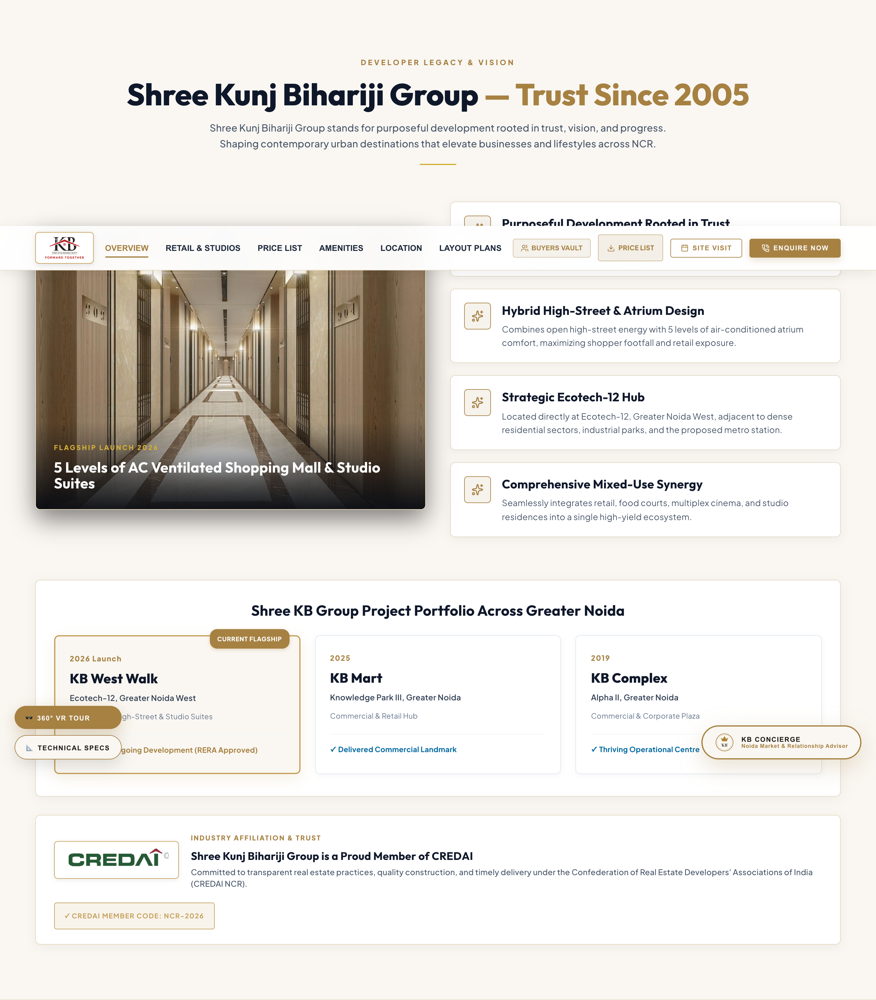 DEVELOPER LEGACY & VISION
Shree Kunj Bihariji Group — Trust Since 2005
Shree Kunj Bihariji Group stands for purposeful development rooted in trust, vision, and progress.
Shaping contemporary urban destinations that elevate businesses and lifestyles across NCR.
Purposeful Development Rooted in Trust
KB
SHREE KUNJ BIHARIJI GROUP
FORWARD TOGETHER
OVERVIEW
RETAIL & STUDIOS
PRICE LIST
AMENITIES
LOCATION
LAYOUT PLANS
BUYERS VAULT
PRICE LIST
SITE VISIT
ENQUIRE NOW
909
901
FLAGSHIP LAUNCH 2026
5 Levels of AC Ventilated Shopping Mall & Studio
Suites
Hybrid High-Street & Atrium Design
Combines open high-street energy with 5 levels of air-conditioned atrium
comfort, maximizing shopper footfall and retail exposure.
Strategic Ecotech-12 Hub
Located directly at Ecotech-12, Greater Noida West, adjacent to dense
residential sectors, industrial parks, and the proposed metro station.
Comprehensive Mixed-Use Synergy
Seamlessly integrates retail, food courts, multiplex cinema, and studio
residences into a single high-yield ecosystem.
Shree KB Group Project Portfolio Across Greater Noida
CURRENT FLAGSHIP
2026 Launch
KB West Walk
Ecotech-12, Greater Noida West
gh-Street & Studio Suites
going Development (RERA Approved)
360° VR TOUR
TECHNICAL SPECS
2025
KB Mart
Knowledge Park III, Greater Noida
Commercial & Retail Hub
✓ Delivered Commercial Landmark
2019
KB Complex
Alpha II, Greater Noida
Commercial & Corporate Plaza
✓ Thriving Operational Centre
KB
KB CONCIERGE
Noida Market & Relationship Advisor
CREDAI
INDUSTRY AFFILIATION & TRUST
Shree Kunj Bihariji Group is a Proud Member of CREDAI
Committed to transparent real estate practices, quality construction, and timely delivery under the Confederation of Real Estate Developers' Associations of India
(CREDAI NCR).
✓ CREDAI MEMBER CODE: NCR-2026